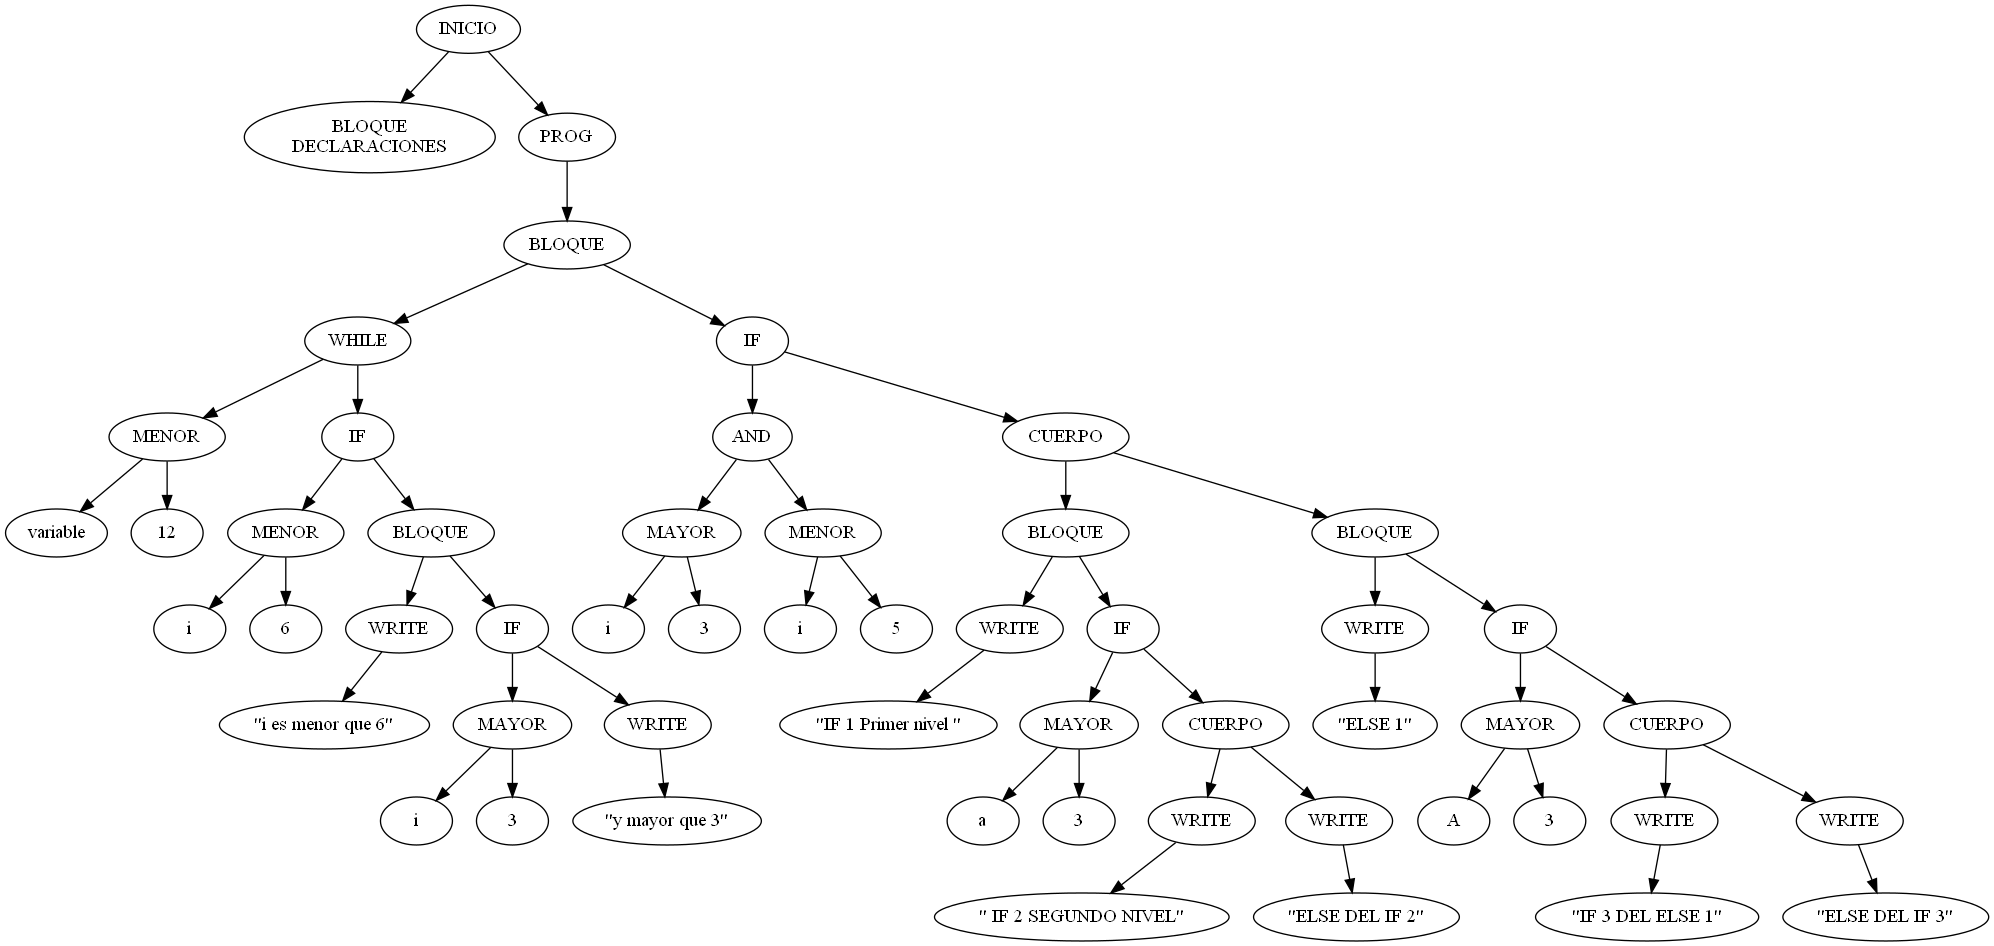 INICIO
BLOQUE
DECLARACIONES
PROG
BLOQUE
WHILE
IF
MENOR
IF
AND
CUERPO
variable
12
MENOR
BLOQUE
MAYOR
MENOR
BLOQUE
BLOQUE
i
6
WRITE
IF
i
3
i
5
WRITE
IF
WRITE
IF
"i es menor que 6"
MAYOR
WRITE
"IF 1 Primer nivel "
MAYOR
CUERPO
"ELSE 1"
MAYOR
CUERPO
i
3
"y mayor que 3"
a
3
WRITE
WRITE
A
3
WRITE
WRITE
" IF 2 SEGUNDO NIVEL"
"ELSE DEL IF 2"
"IF 3 DEL ELSE 1"
"ELSE DEL IF 3"